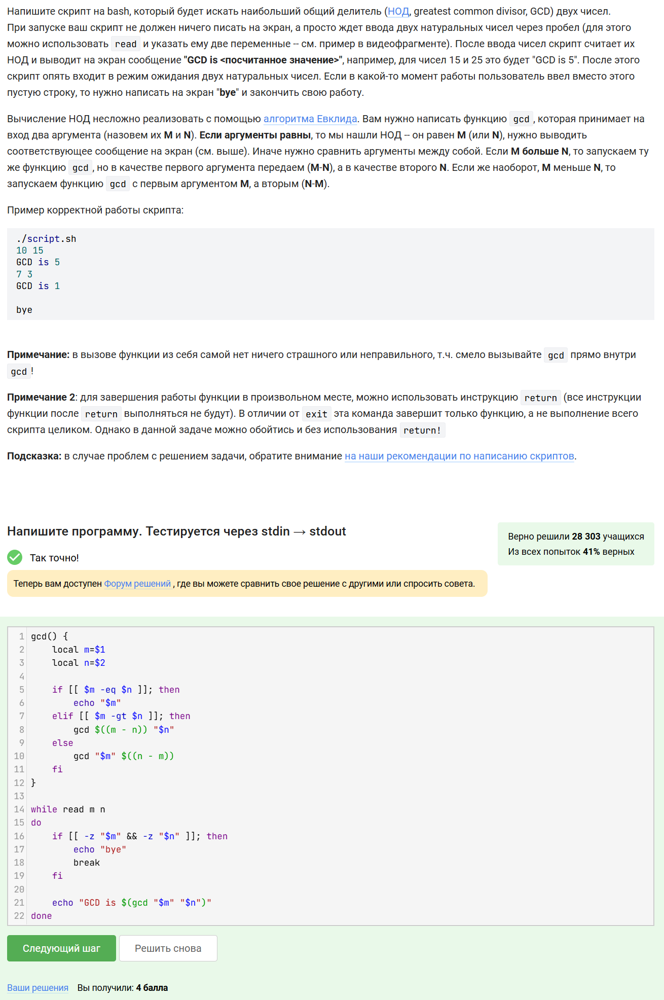 Напишите скрипт на bash, который будет искать наибольший общий делитель (НОД, greatest common divisor, GCD) двух чисел.
При запуске ваш скрипт не должен ничего писать на экран, а просто ждет ввода двух натуральных чисел через пробел (для этого
можно использовать read и указать ему две переменные -- см. пример в видеофрагменте). После ввода чисел скрипт считает их
НОД и выводит на экран сообщение "GCD is <посчитанное значение>", например, для чисел 15 и 25 это будет "GCD is 5". После этого
скрипт опять входит в режим ожидания двух натуральных чисел. Если в какой-то момент работы пользователь ввел вместо этого
пустую строку, то нужно написать на экран "bye" и закончить свою работу.
Вычисление НОД несложно реализовать с помощью алгоритма Евклида. Вам нужно написать функцию gcd, которая принимает на
вход два аргумента (назовем их M и N). Если аргументы равны, то мы нашли НОД -- он равен M (или N), нужно выводить
соответствующее сообщение на экран (см. выше). Иначе нужно сравнить аргументы между собой. Если M больше N, то запускаем ту
же функцию gcd, но в качестве первого аргумента передаем (M-N), а в качестве второго N. Если же наоборот, M меньше N, то
запускаем функцию gcd с первым аргументом M, а вторым (N-M).
Пример корректной работы скрипта:
./script.sh
10 15
GCD is 5
7 3
GCD is 1
bye
Примечание: в вызове функции из себя самой нет ничего страшного или неправильного, т.ч. смело вызывайте gcd прямо внутри
gcd!
Примечание 2: для завершения работы функции в произвольном месте, можно использовать инструкцию return (все инструкции
функции после return выполняться не будут). В отличии от exit эта команда завершит только функцию, а не выполнение всего
скрипта целиком. Однако в данной задаче можно обойтись и без использования return!
Подсказка: в случае проблем с решением задачи, обратите внимание на наши рекомендации по написанию скриптов.
Напишите программу. Тестируется через stdin → stdout
Верно решили 28 303 учащихся
Из всех попыток 41% верных
Так точно!
Теперь вам доступен Форум решений , где вы можете сравнить свое решение с другими или спросить совета.
1 gcd() {
2     local m=$1
3     local n=$2
4
5     if [[ $m -eq $n ]]; then
6         echo "$m"
7     elif [[ $m -gt $n ]]; then
8         gcd $((m - n)) "$n"
9     else
10         gcd "$m" $((n - m))
11     fi
12 }
13
14 while read m n
15 do
16     if [[ -z "$m" && -z "$n" ]]; then
17         echo "bye"
18         break
19     fi
20
21     echo "GCD is $(gcd "$m" "$n")"
22 done
Следующий шаг
Решить снова
Ваши решения Вы получили: 4 балла